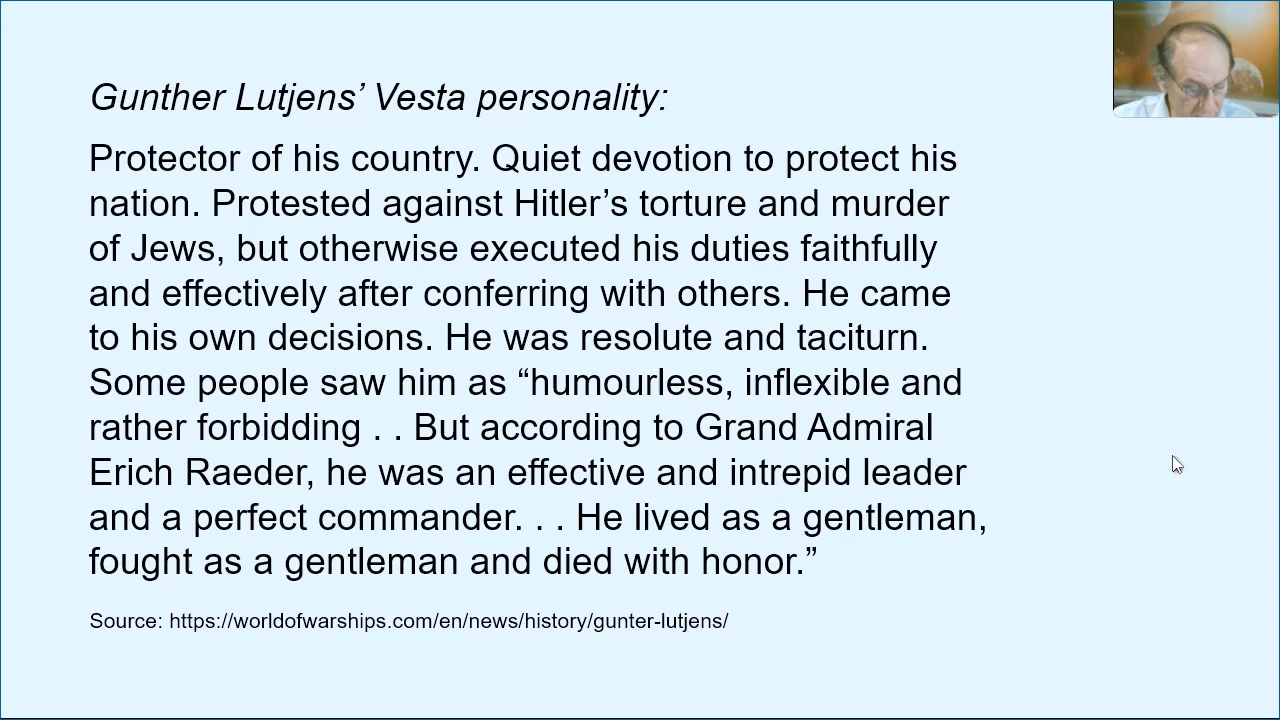 Gunther Lutjens’ Vesta personality:
Protector of his country. Quiet devotion to protect his
nation. Protested against Hitler’s torture and murder
of Jews, but otherwise executed his duties faithfully
and effectively after conferring with others. He came
to his own decisions. He was resolute and taciturn.
Some people saw him as “humourless, inflexible and
rather forbidding . . But according to Grand Admiral
Erich Raeder, he was an effective and intrepid leader
and a perfect commander. . . He lived as a gentleman,
fought as a gentleman and died with honor.”
Source: https://worldofwarships.com/en/news/history/gunter-lutjens/